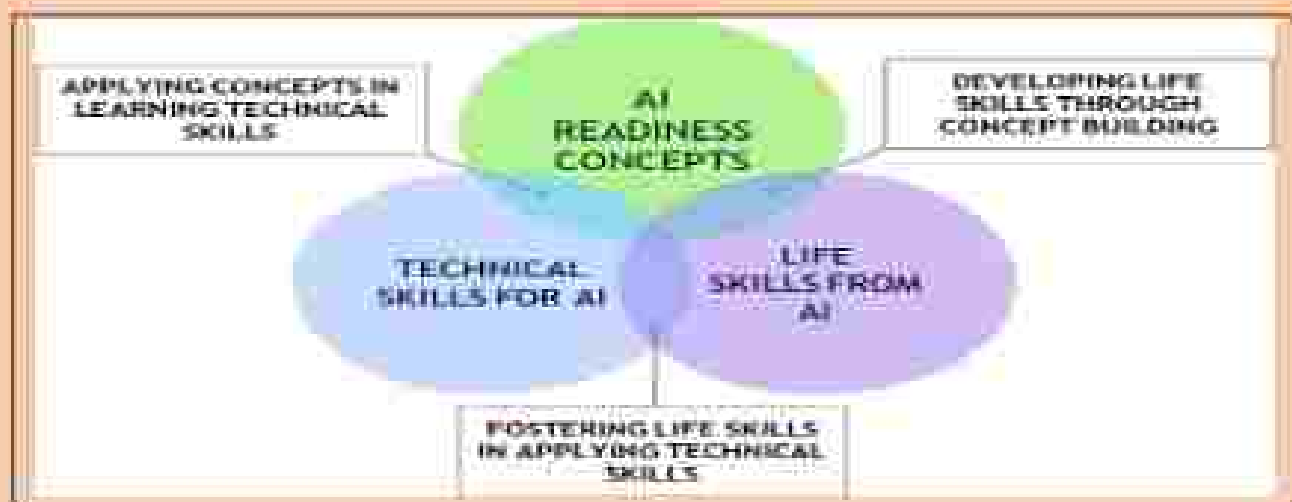 APPLYING CONCEPTS IN
LEARNING TECHNICAL
SKILLS
AI
READINESS
CONCEPTS
DEVELOPING LIFE
SKILLS THROUGH
CONCEPT BUILDING
TECHNICAL
SKILLS FOR AI
LIFE
SKILLS FROM
AI
FOSTERING LIFE SKILLS
IN APPLYING TECHNICAL
SKILLS